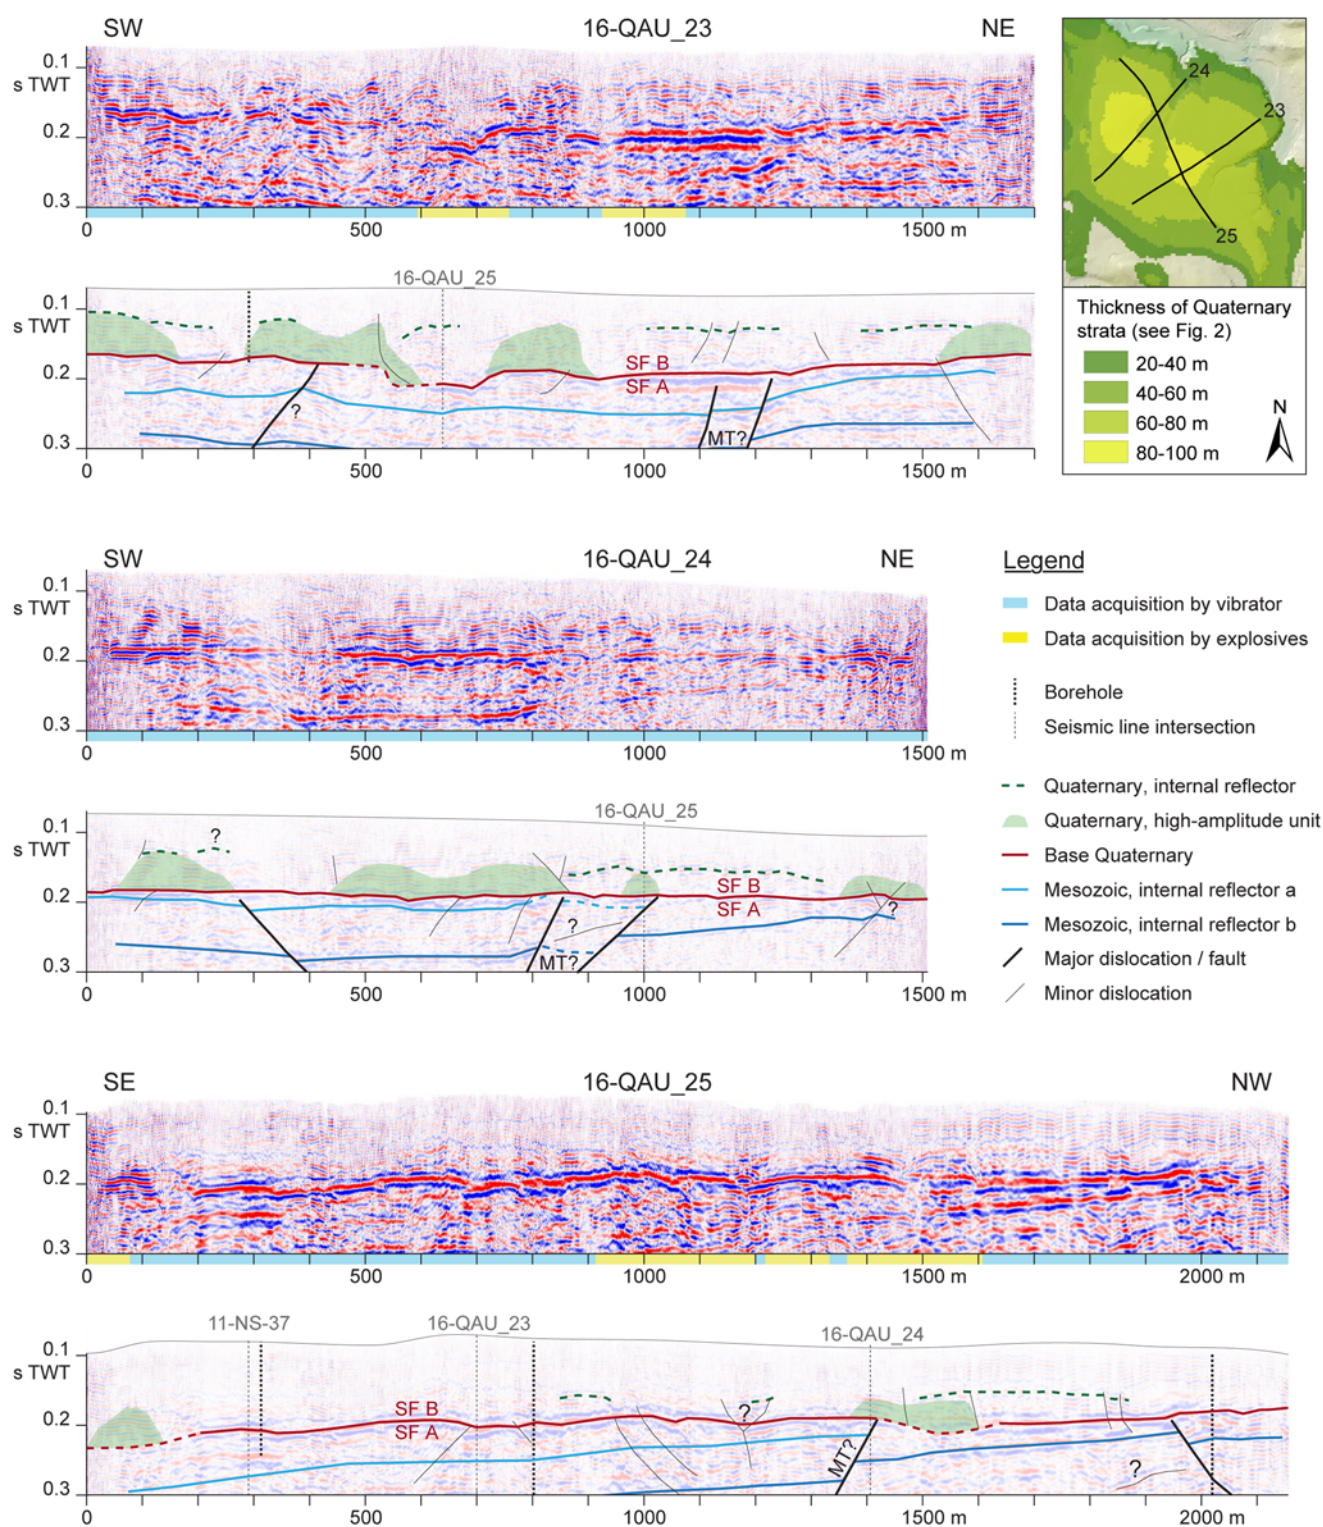 SW 16-QAU_23 NE
0.1
s TWT
0.2
0.3
0 500 1000 1500 m
16-QAU_25
0.1
s TWT
SF B
0.2 SF A
?
MT?
0.3
0 500 1000 1500 m
24
23
25
Thickness of Quaternary
strata (see Fig. 2)
20-40 m
40-60 m
60-80 m
80-100 m
N
SW 16-QAU_24 NE
0.1
s TWT
0.2
0.3
0 500 1000 1500 m
16-QAU_25
0.1
s TWT
?
SF B
0.2 SF A
? ?
MT?
0.3
0 500 1000 1500 m
Legend
Data acquisition by vibrator
Data acquisition by explosives
Borehole
Seismic line intersection
Quaternary, internal reflector
Quaternary, high-amplitude unit
Base Quaternary
Mesozoic, internal reflector a
Mesozoic, internal reflector b
Major dislocation / fault
Minor dislocation
SE 16-QAU_25 NW
0.1
s TWT
0.2
0.3
0 500 1000 1500 m 2000 m
11-NS-37 16-QAU_23 16-QAU_24
0.1
s TWT
SF B ?
0.2 SF A
MT? ?
0.3
0 500 1000 1500 m 2000 m